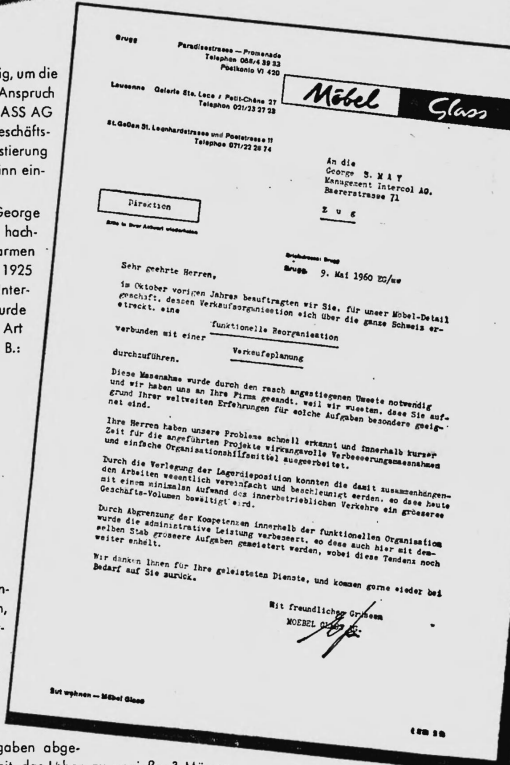 ig, um die
Anspruch
ASS AG
eschäfts-
stierung
inn ein-
George
hach-
armen
1925
inter-
urde
Art
B.:
n-
n,
r-
gaben abge-
Brugg
Paradiesstrasse — Promenade
Telephon 056/4 39 33
Postkonto VI 420
Lausanne Galerie Ste. Luce / Petit-Chêne 27
Telephon 021/23 27 28
St. Gallen St. Leonhardstrasse und Poststrasse 11
Telephon 071/22 28 74
Möbel Glass
An die
George S. M A Y
Management Intercol AG.
Baarerstrasse 71
Z u g
Direktion
Bitte in Ihrer Antwort wiederholen
Briefadresse: Brugg
Brugg, 9. Mai 1960
Sehr geehrte Herren,
im Oktober vorigen Jahres beauftragten wir Sie, für unser Möbel-Detail
geschäft, dessen Verkaufsorganisation sich über die ganze Schweiz er-
streckt, eine
funktionelle Reorganisation
verbunden mit einer
Verkaufsplanung
durchzuführen.
Diese Massnahme wurde durch den rasch angestiegenen Umsatz notwendig
und wir haben uns an Ihre Firma gewandt, weil wir wussten, dass Sie auf-
grund Ihrer weltweiten Erfahrungen für solche Aufgaben besonders geeig-
net sind.
Ihre Herren haben unsere Probleme schnell erkannt und innerhalb kurzer
Zeit für die angeführten Projekte wirkungsvolle Verbesserungsmassnahmen
und einfache Organisationshilfsmittel ausgearbeitet.
Durch die Verlegung der Lagerdisposition konnten die damit zusammenhängen-
den Arbeiten wesentlich vereinfacht und beschleunigt werden, so dass heute
mit einem minimalen Aufwand des innerbetrieblichen Verkehrs ein grösseres
Geschäfts-Volumen bewältigt wird.
Durch Abgrenzung der Kompetenzen innerhalb der funktionellen Organisation
wurde die administrative Leistung verbessert, so dass auch hier mit dem-
selben Stab grössere Aufgaben gemeistert werden, wobei diese Tendenz noch
weiter anhält.
Wir danken Ihnen für Ihre geleisteten Dienste, und kommen gerne wieder bei
Bedarf auf Sie zurück.
Mit freundlichen Grüssen
MOEBEL
Gut wohnen — Möbel Glass